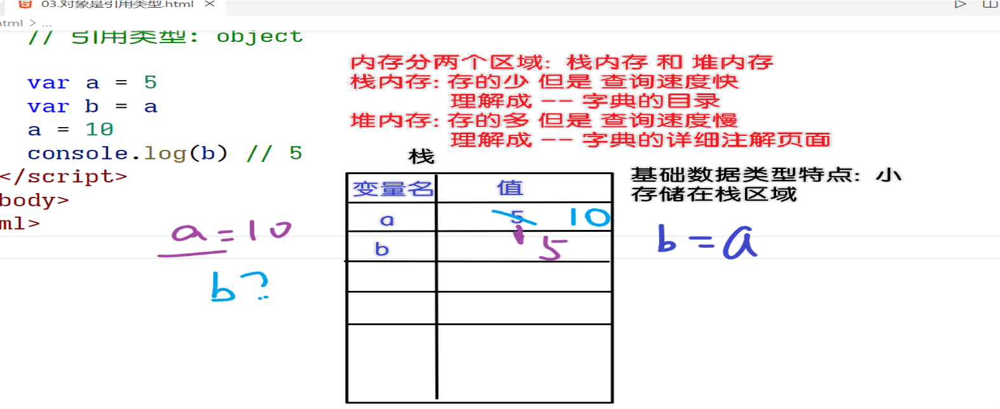 03.对象是引用类型.html ×
html > ...
// 引用类型: object
var a = 5
var b = a
a = 10
console.log(b) // 5
</script>
body>
ml>
内存分两个区域: 栈内存 和 堆内存
栈内存: 存的少 但是 查询速度快
理解成 -- 字典的目录
堆内存: 存的多 但是 查询速度慢
理解成 -- 字典的详细注解页面
栈
变量名 值
a 5 10
b 5
基础数据类型特点: 小
存储在栈区域
a=10
b?
b=a